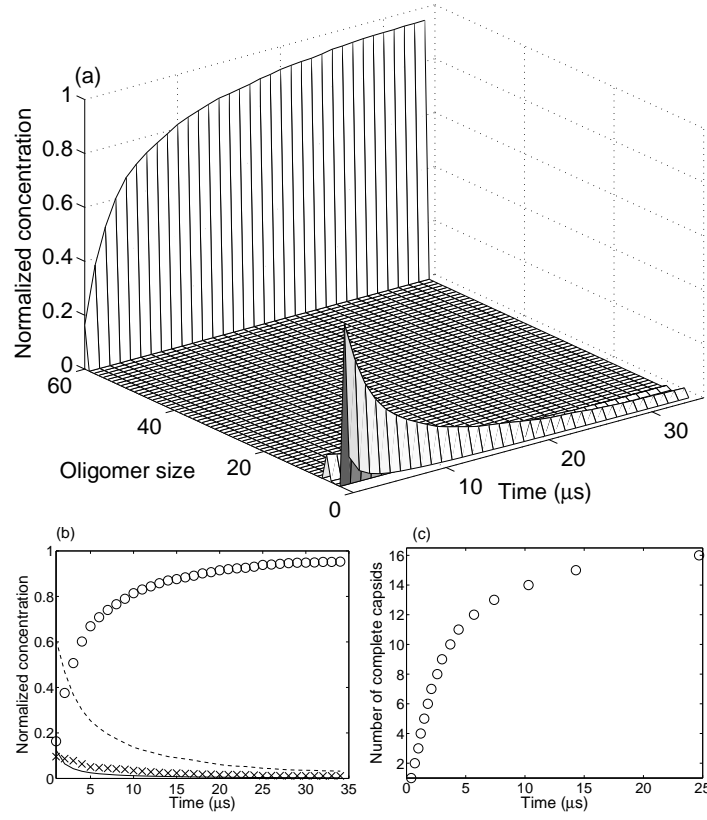 (a)
Normalized concentration
1
0.8
0.6
0.4
0.2
0
60
40
20
0
Oligomer size
10
20
30
Time (μs)
(b)
Normalized concentration
1
0.8
0.6
0.4
0.2
0
5 10 15 20 25 30 35
Time (μs)
(c)
Number of complete capsids
16
14
12
10
8
6
4
2
0 5 10 15 20 25
Time (μs)